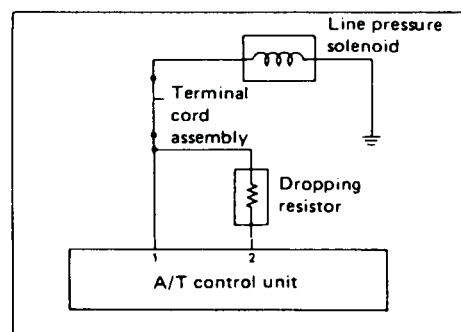 Line pressure
solenoid
Terminal
cord
assembly
Dropping
resistor
1 2
A/T control unit